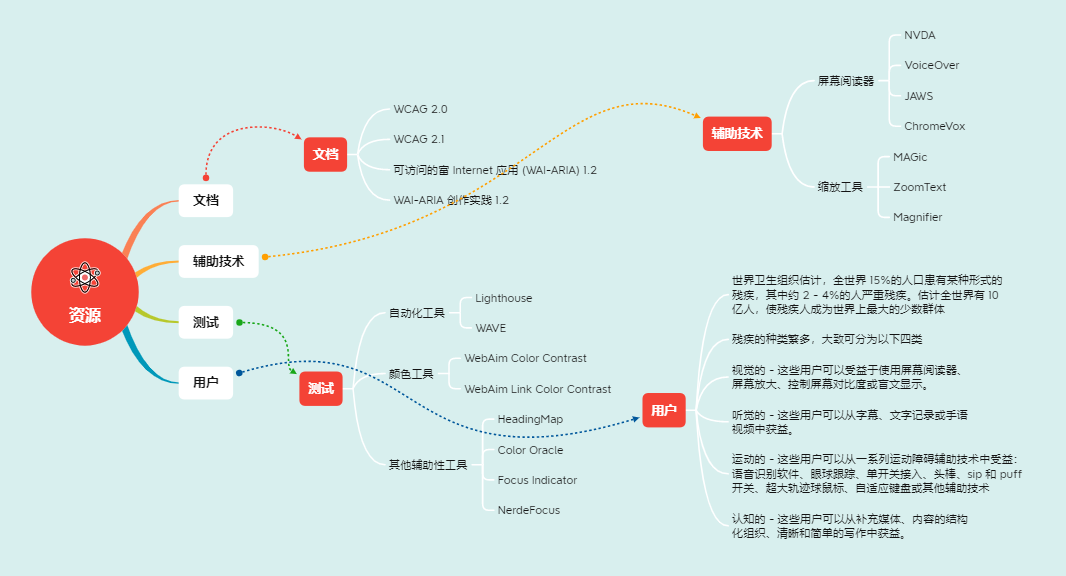 资源
文档
辅助技术
测试
用户
文档
WCAG 2.0
WCAG 2.1
可访问的富 Internet 应用 (WAI-ARIA) 1.2
WAI-ARIA 创作实践 1.2
辅助技术
屏幕阅读器
NVDA
VoiceOver
JAWS
ChromeVox
缩放工具
MAGic
ZoomText
Magnifier
测试
自动化工具
Lighthouse
WAVE
颜色工具
WebAim Color Contrast
WebAim Link Color Contrast
其他辅助性工具
HeadingMap
Color Oracle
Focus Indicator
NerdeFocus
用户
世界卫生组织估计，全世界 15%的人口患有某种形式的
残疾，其中约 2 - 4%的人严重残疾。估计全世界有 10
亿人，使残疾人成为世界上最大的少数群体
残疾的种类繁多，大致可分为以下四类
视觉的 - 这些用户可以受益于使用屏幕阅读器、
屏幕放大、控制屏幕对比度或盲文显示。
听觉的 - 这些用户可以从字幕、文字记录或手语
视频中获益。
运动的 - 这些用户可以从一系列运动障碍辅助技术中受益：
语音识别软件、眼球跟踪、单开关接入、头棒、sip 和 puff
开关、超大轨迹球鼠标、自适应键盘或其他辅助技术
认知的 - 这些用户可以从补充媒体、内容的结构
化组织、清晰和简单的写作中获益。